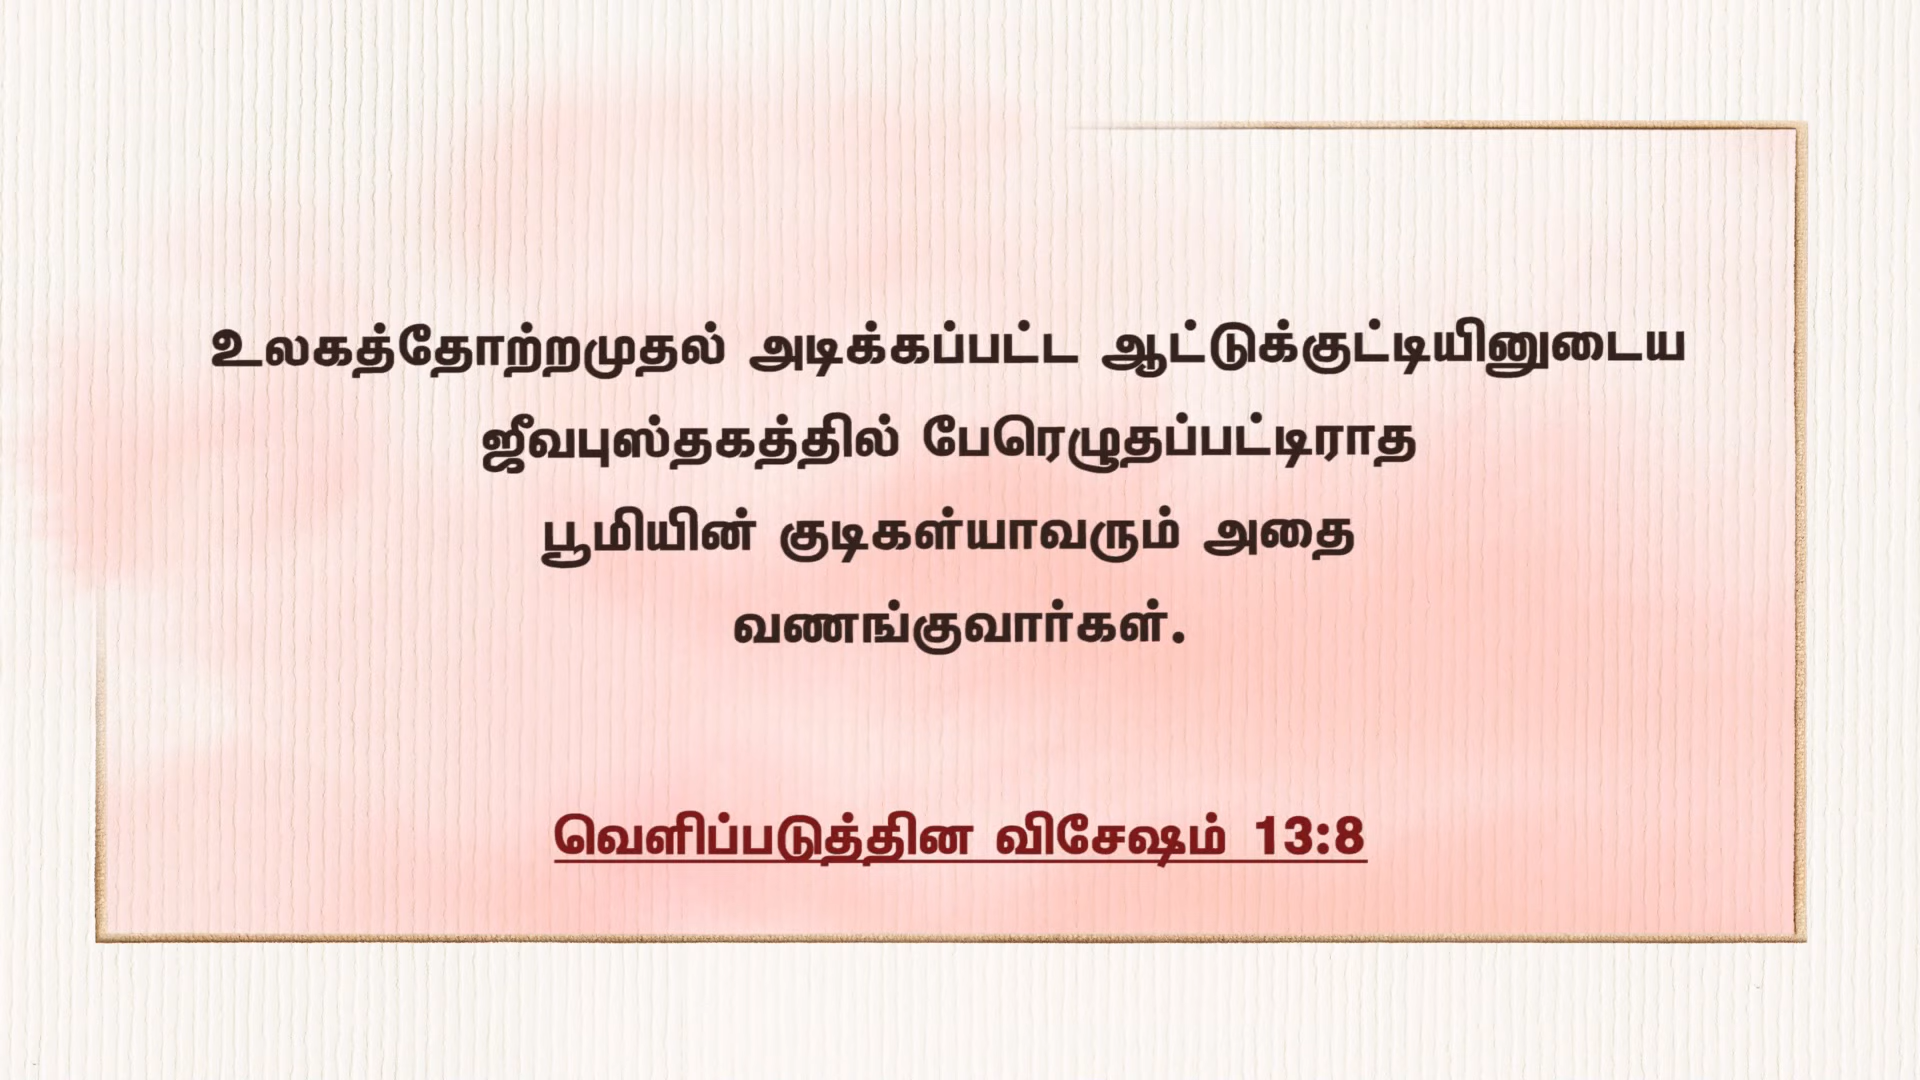 உலகத்தோற்றமுதல் அடிக்கப்பட்ட ஆட்டுக்குட்டியினுடைய
ஜீவபுஸ்தகத்தில் பேரெழுதப்பட்டிராத
பூமியின் குடிகள்யாவரும் அதை
வணங்குவார்கள்.
வெளிப்படுத்தின விசேஷம் 13:8